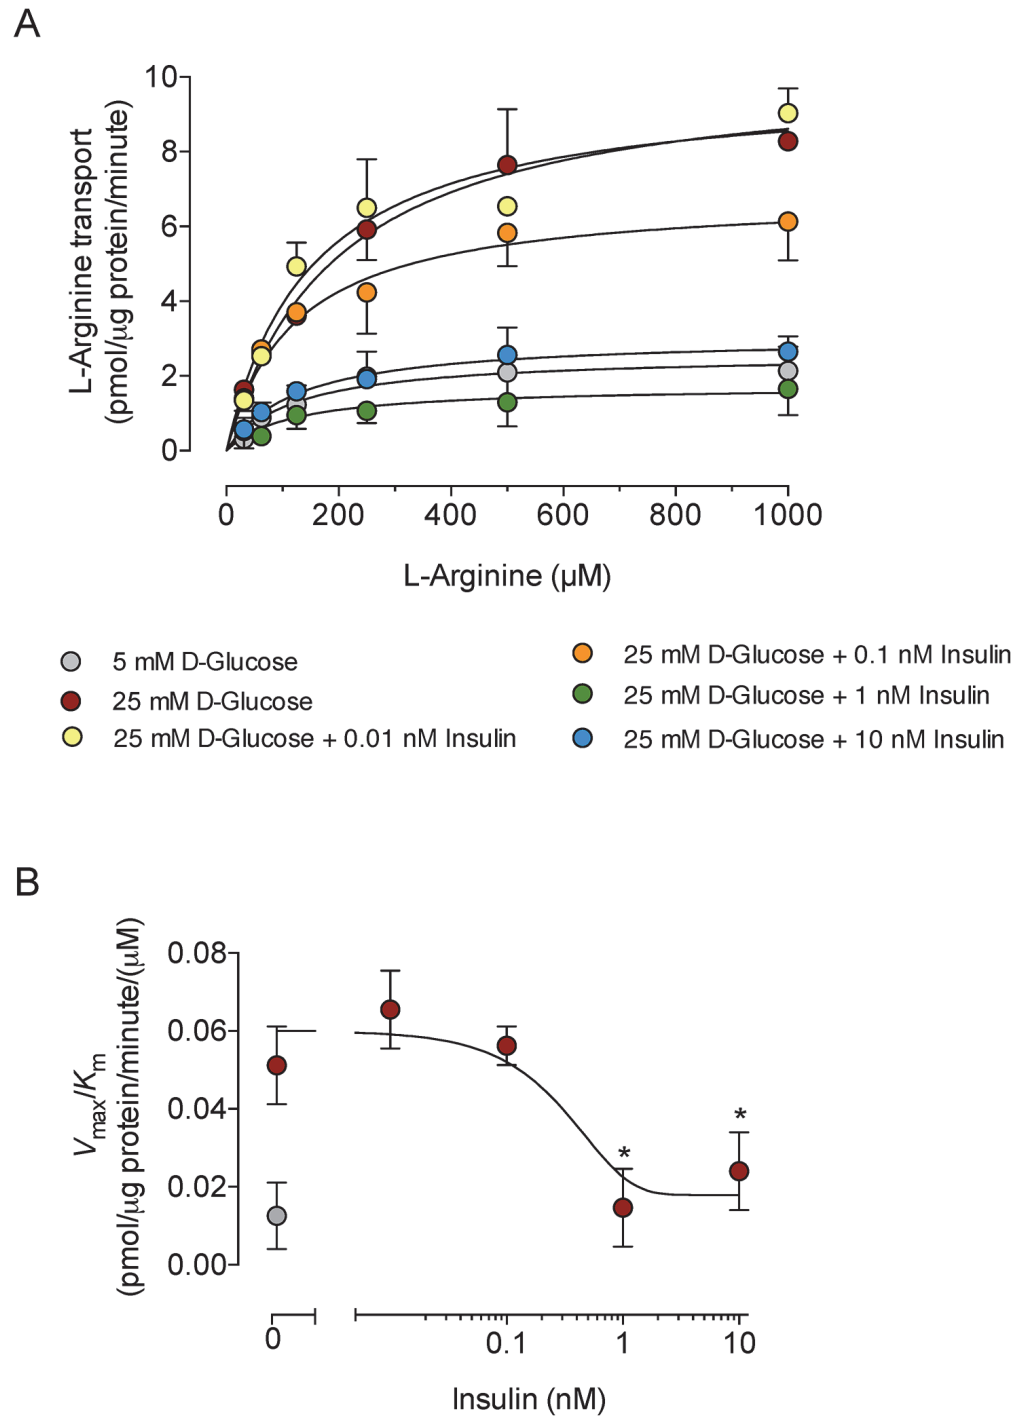 A
L-Arginine transport
(pmol/µg protein/minute)
10
8
6
4
2
0
0 200 400 600 800 1000
L-Arginine (µM)
5 mM D-Glucose
25 mM D-Glucose
25 mM D-Glucose + 0.01 nM Insulin
25 mM D-Glucose + 0.1 nM Insulin
25 mM D-Glucose + 1 nM Insulin
25 mM D-Glucose + 10 nM Insulin
B
Vmax/Km
(pmol/µg protein/minute/(µM)
0.08
0.06
0.04
0.02
0.00
* *
0 0.1 1 10
Insulin (nM)